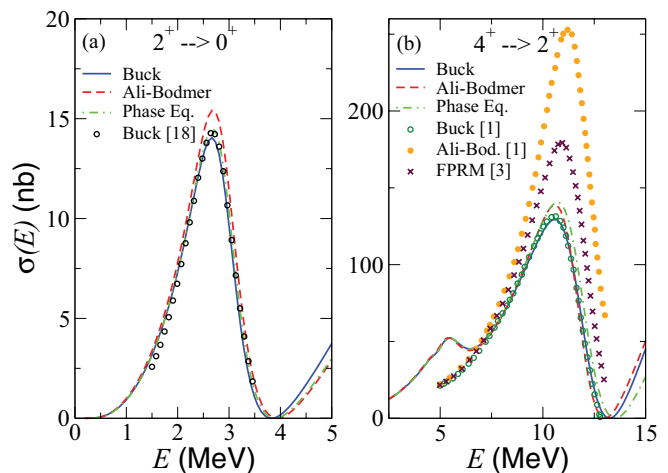 (a) 2⁺ --> 0⁺
Buck
Ali-Bodmer
Phase Eq.
Buck [18]
σ(E) (nb)
20
15
10
5
0
0 1 2 3 4 5
E (MeV)
(b) 4⁺ --> 2⁺
Buck
Ali-Bodmer
Phase Eq.
Buck [1]
Ali-Bod. [1]
FPRM [3]
200
100
0
5 10 15
E (MeV)